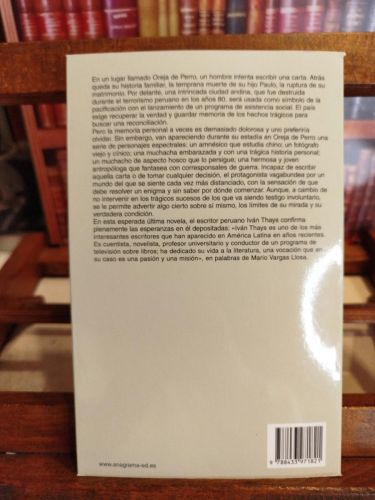 En un lugar llamado Oreja de Perro, un hombre intenta escribir una carta. Atrás
queda su historia familiar, la temprana muerte de su hijo Paulo, la ruptura de su
matrimonio. Por delante, una intrincada ciudad andina, que fue destruida
durante el terrorismo peruano en los años 80, será usada como símbolo de la
pacificación con el lanzamiento de un programa de asistencia social. El país
exige recuperar la verdad y guardar memoria de los hechos trágicos para
buscar una reconciliación.
Pero la memoria personal a veces es demasiado dolorosa y uno preferiría
olvidar. Sin embargo, van apareciendo durante su estadía en Oreja de Perro una
serie de personajes espectrales: un amnésico que estudia chino; un fotógrafo
viejo y cínico; una muchacha embarazada y con una trágica historia personal;
un muchacho de aspecto hosco que lo persigue; una hermosa y joven
antropóloga que fantasea con corresponsales de guerra. Incapaz de escribir
aquella carta o de tomar cualquier decisión, el protagonista vagabundea por un
mundo del que se siente cada vez más distanciado, con la sensación de que
debe resolver un enigma y sin saber por dónde comenzar. Aunque, a cambio de
no intervenir en los trágicos sucesos de los que va siendo testigo involuntario,
se le permite advertir algo cierto sobre sí mismo, los límites de su mirada y su
verdadera condición.
En esta esperada última novela, el escritor peruano Iván Thays confirma
plenamente las esperanzas en él depositadas: «Iván Thays es uno de los más
interesantes escritores que han aparecido en América Latina en años recientes.
Es cuentista, novelista, profesor universitario y conductor de un programa de
televisión sobre libros; ha dedicado su vida a la literatura, una vocación que en
su caso es una pasión y una misión», en palabras de Mario Vargas Llosa.
www.anagrama-ed.es
9 788433 971821